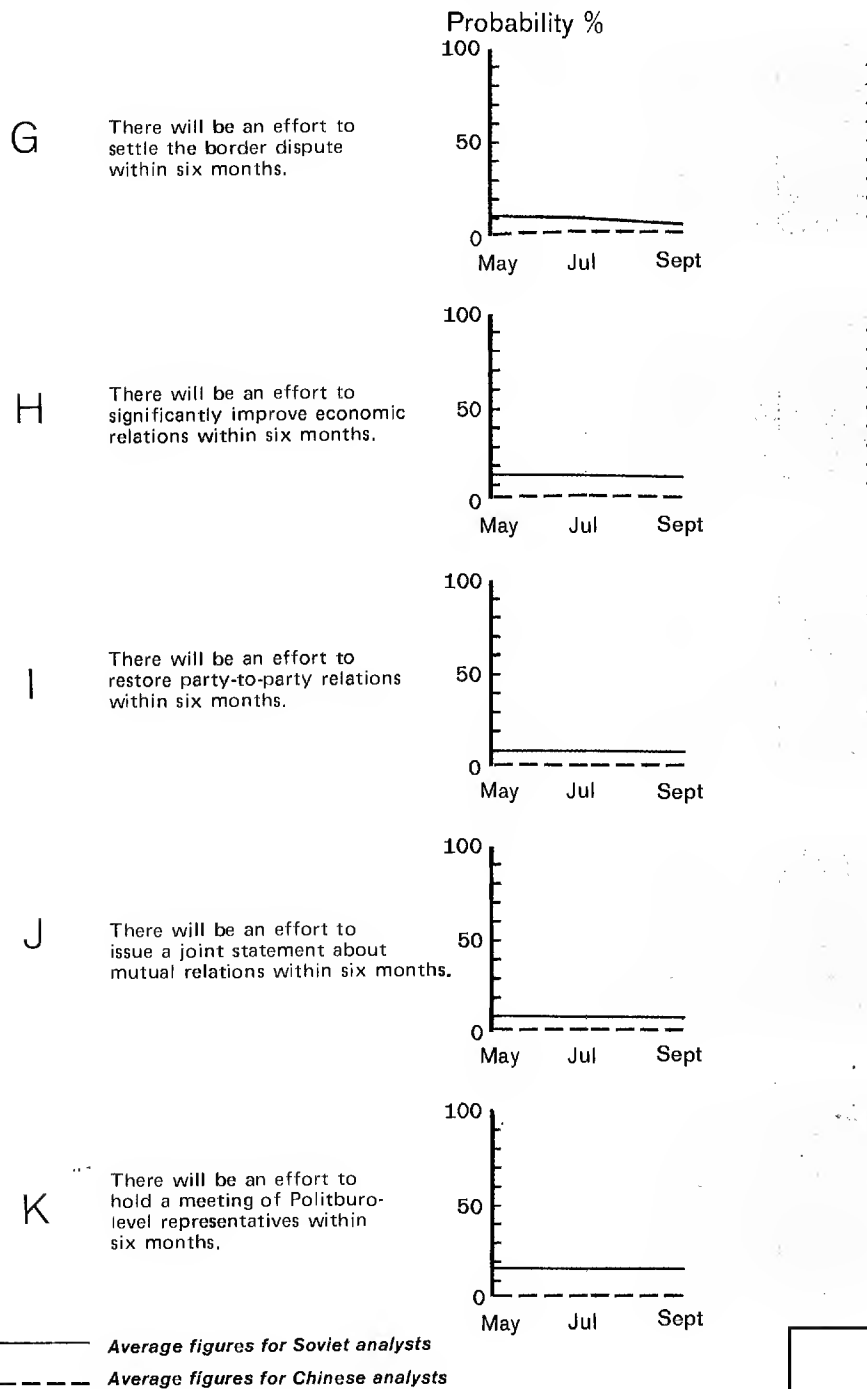 Probability %
100
G
There will be an effort to
settle the border dispute
within six months.
50
0
May Jul Sept
100
H
There will be an effort to
significantly improve economic
relations within six months.
50
0
May Jul Sept
100
I
There will be an effort to
restore party-to-party relations
within six months.
50
0
May Jul Sept
100
J
There will be an effort to
issue a joint statement about
mutual relations within six months.
50
0
May Jul Sept
100
K
There will be an effort to
hold a meeting of Politburo-
level representatives within
six months.
50
0
May Jul Sept
Average figures for Soviet analysts
Average figures for Chinese analysts